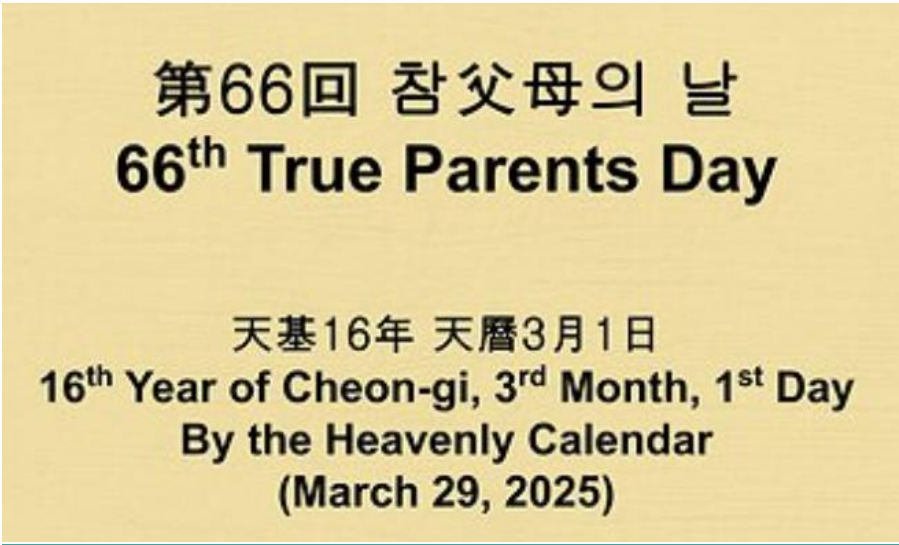 第66回 참父母의 날
66th True Parents Day
天基16年 天曆3月1日
16th Year of Cheon-gi, 3rd Month, 1st Day
By the Heavenly Calendar
(March 29, 2025)